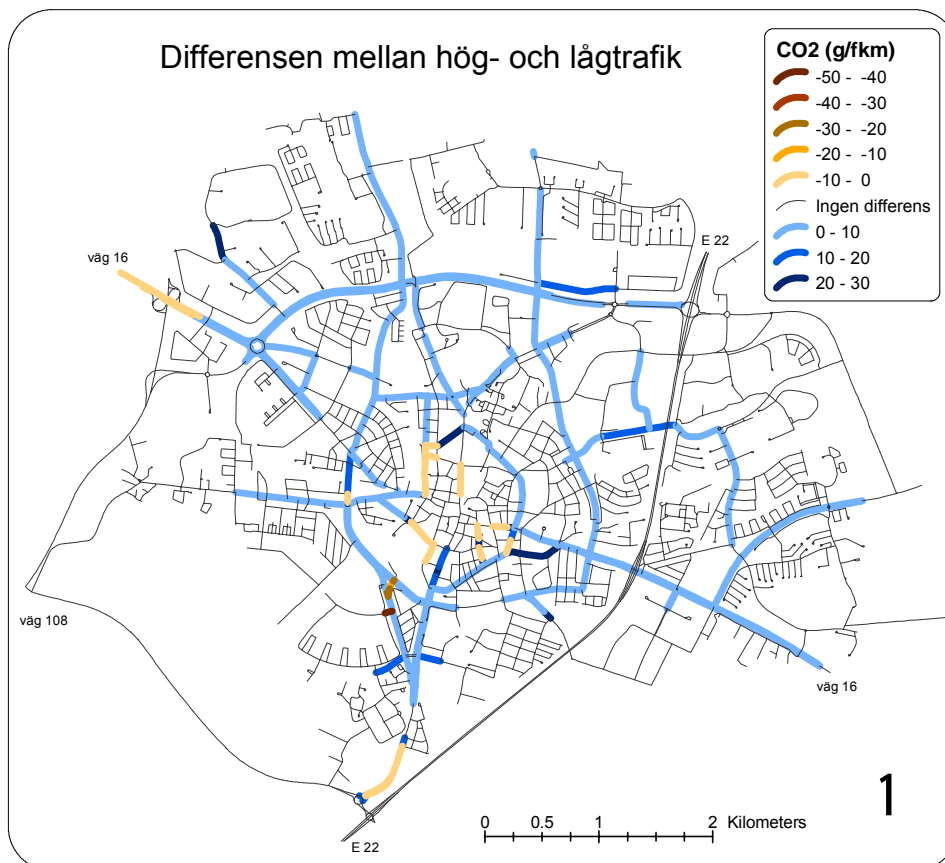 Differensen mellan hög- och lågtrafik
CO2 (g/fkm)
-50 - -40
-40 - -30
-30 - -20
-20 - -10
-10 - 0
Ingen differens
0 - 10
10 - 20
20 - 30
E 22
väg 16
väg 108
väg 16
1
0 0.5 1 2 Kilometers
E 22